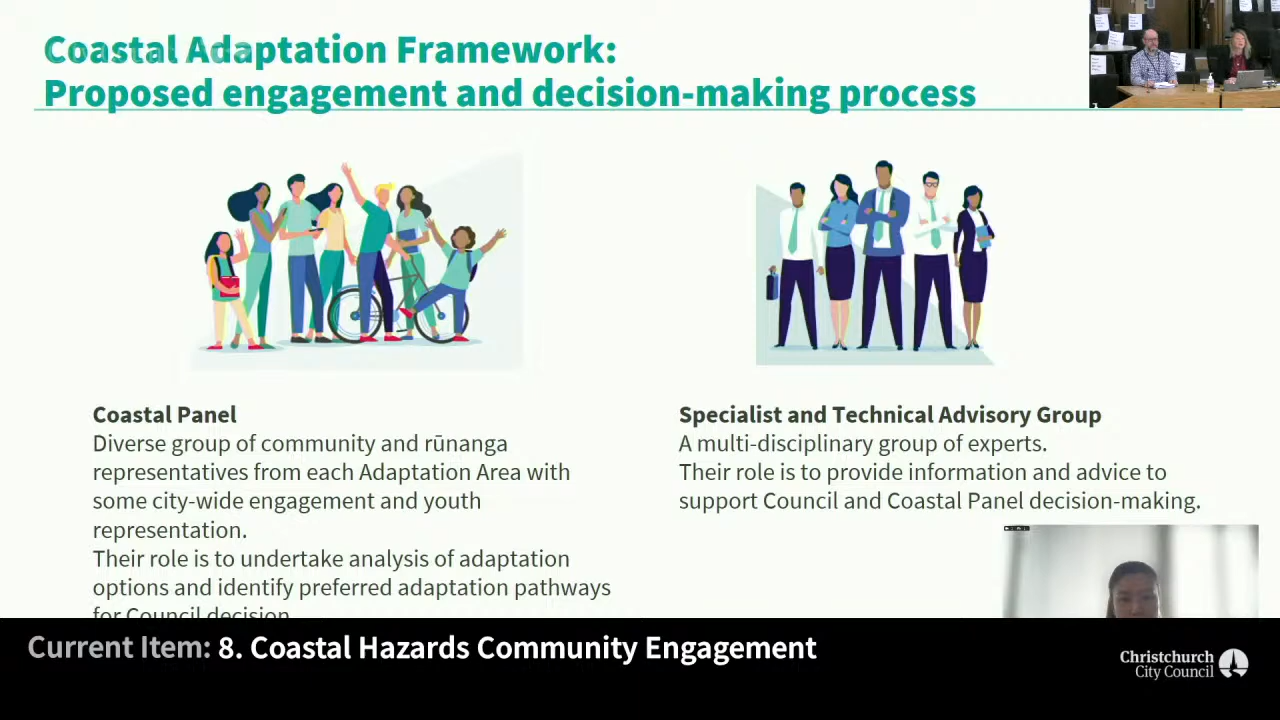 Coastal Adaptation Framework:
Proposed engagement and decision-making process
Coastal Panel
Diverse group of community and rūnanga
representatives from each Adaptation Area with
some city-wide engagement and youth
representation.
Their role is to undertake analysis of adaptation
options and identify preferred adaptation pathways
for Council decision
Specialist and Technical Advisory Group
A multi-disciplinary group of experts.
Their role is to provide information and advice to
support Council and Coastal Panel decision-making.
Current Item: 8. Coastal Hazards Community Engagement
Christchurch
City Council